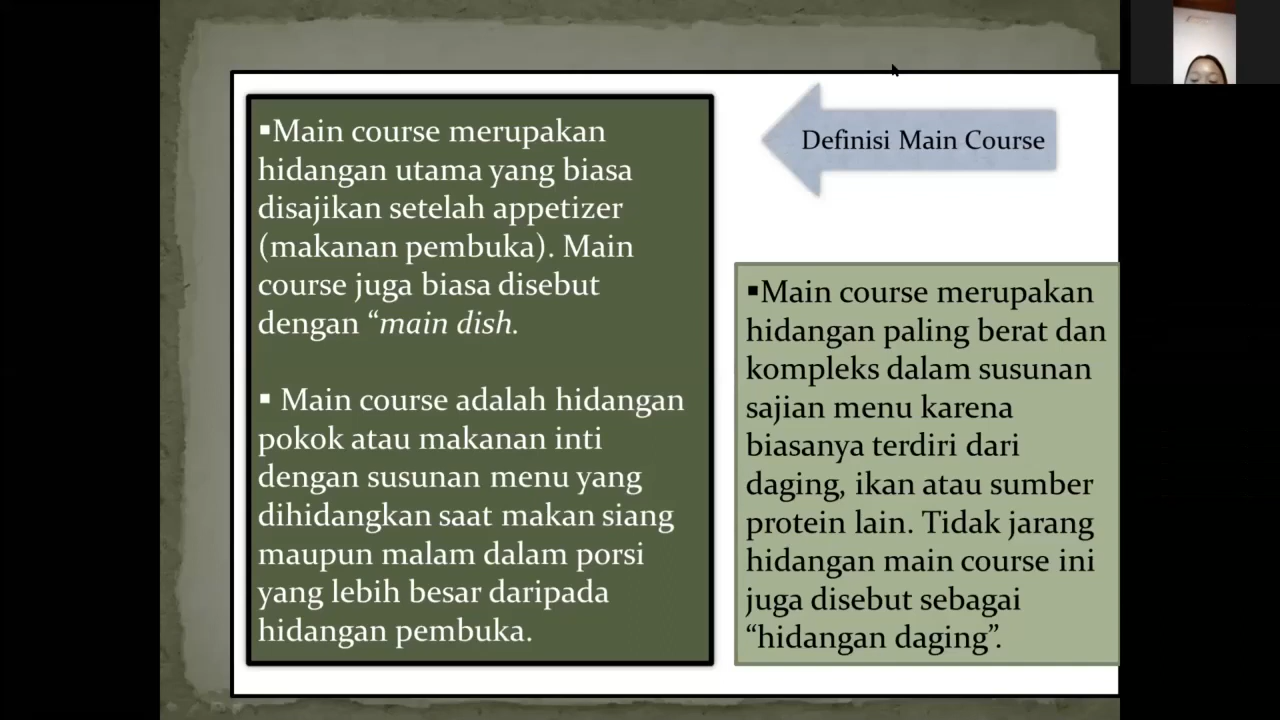 ▪Main course merupakan
hidangan utama yang biasa
disajikan setelah appetizer
(makanan pembuka). Main
course juga biasa disebut
dengan “main dish.
▪ Main course adalah hidangan
pokok atau makanan inti
dengan susunan menu yang
dihidangkan saat makan siang
maupun malam dalam porsi
yang lebih besar daripada
hidangan pembuka.
Definisi Main Course
▪Main course merupakan
hidangan paling berat dan
kompleks dalam susunan
sajian menu karena
biasanya terdiri dari
daging, ikan atau sumber
protein lain. Tidak jarang
hidangan main course ini
juga disebut sebagai
“hidangan daging”.